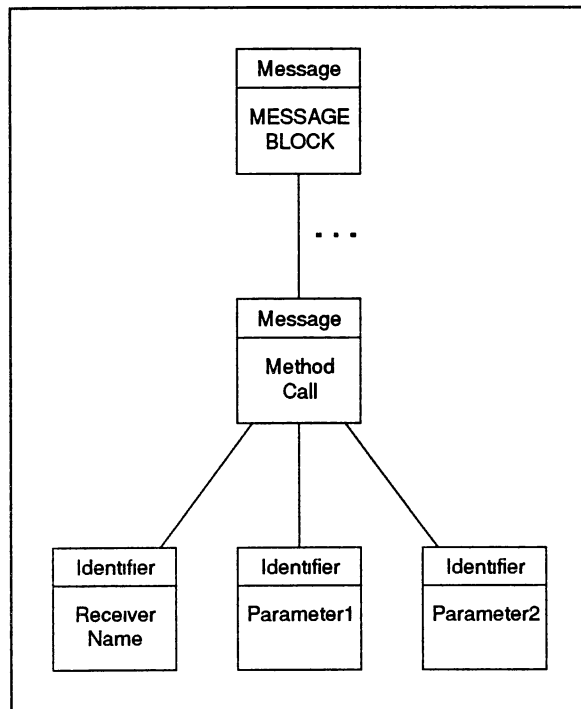 Message
MESSAGE
BLOCK
...
Message
Method
Call
Identifier
Receiver
Name
Identifier
Parameter1
Identifier
Parameter2